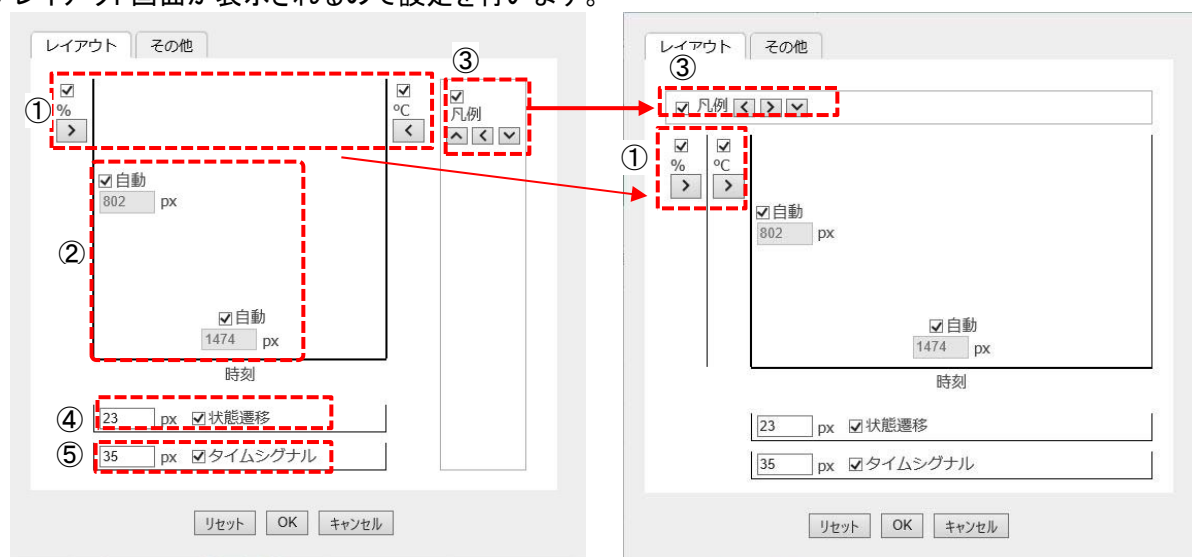 レイアウト画面が表示されるので設定を行います。
レイアウト その他
③
①
%
>
℃
<
凡例
^ < v
自動
802 px
②
自動
1474 px
時刻
④ 23 px 状態遷移
⑤ 35 px タイムシグナル
リセット OK キャンセル
レイアウト その他
③
凡例 < > v
①
% ℃
> >
自動
802 px
自動
1474 px
時刻
23 px 状態遷移
35 px タイムシグナル
リセット OK キャンセル